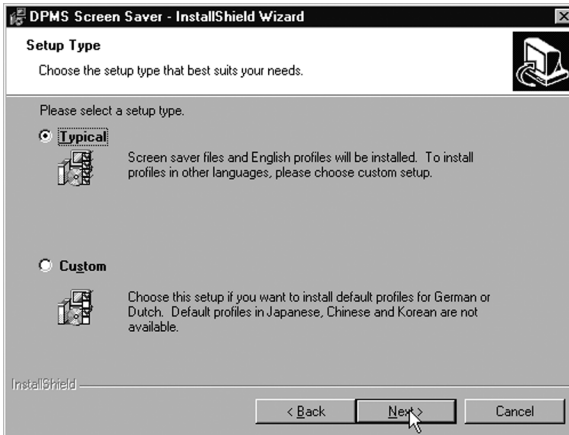 DPMS Screen Saver - InstallShield Wizard
Setup Type
Choose the setup type that best suits your needs.
Please select a setup type.
Typical
Screen saver files and English profiles will be installed. To install
profiles in other languages, please choose custom setup.
Custom
Choose this setup if you want to install default profiles for German or
Dutch. Default profiles in Japanese, Chinese and Korean are not
available.
InstallShield
< Back
Next >
Cancel